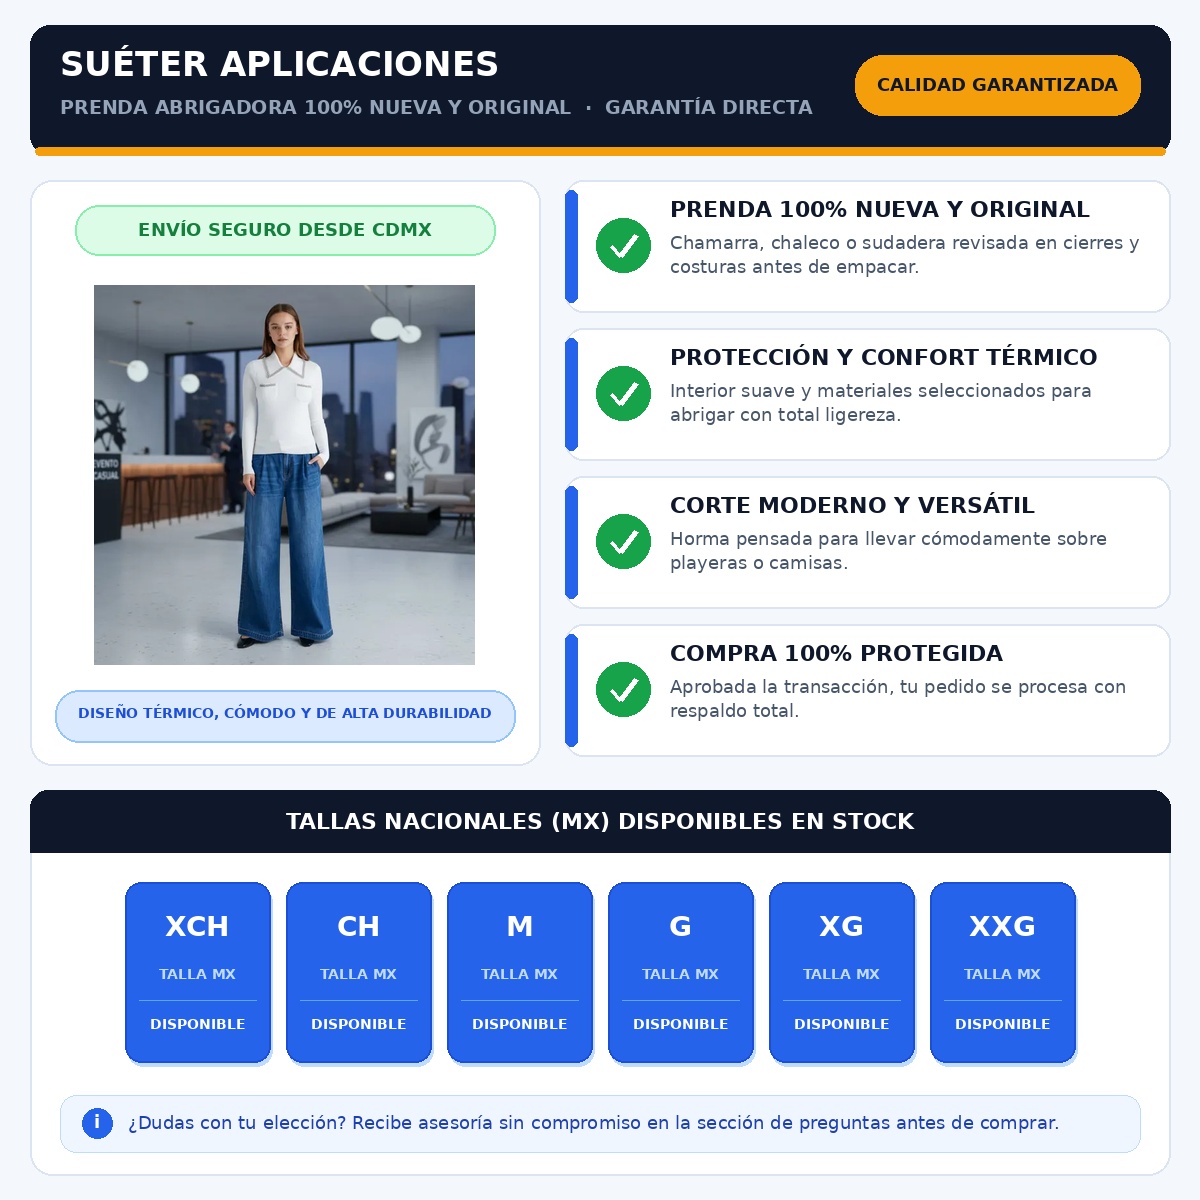 SUÉTER APLICACIONES
PRENDA ABRIGADORA 100% NUEVA Y ORIGINAL · GARANTÍA DIRECTA
CALIDAD GARANTIZADA
ENVÍO SEGURO DESDE CDMX
EVENTO
CASUAL
DISEÑO TÉRMICO, CÓMODO Y DE ALTA DURABILIDAD
PRENDA 100% NUEVA Y ORIGINAL
Chamarra, chaleco o sudadera revisada en cierres y
costuras antes de empacar.
PROTECCIÓN Y CONFORT TÉRMICO
Interior suave y materiales seleccionados para
abrigar con total ligereza.
CORTE MODERNO Y VERSÁTIL
Horma pensada para llevar cómodamente sobre
playeras o camisas.
COMPRA 100% PROTEGIDA
Aprobada la transacción, tu pedido se procesa con
respaldo total.
TALLAS NACIONALES (MX) DISPONIBLES EN STOCK
XCH
TALLA MX
DISPONIBLE
CH
TALLA MX
DISPONIBLE
M
TALLA MX
DISPONIBLE
G
TALLA MX
DISPONIBLE
XG
TALLA MX
DISPONIBLE
XXG
TALLA MX
DISPONIBLE
i
¿Dudas con tu elección? Recibe asesoría sin compromiso en la sección de preguntas antes de comprar.